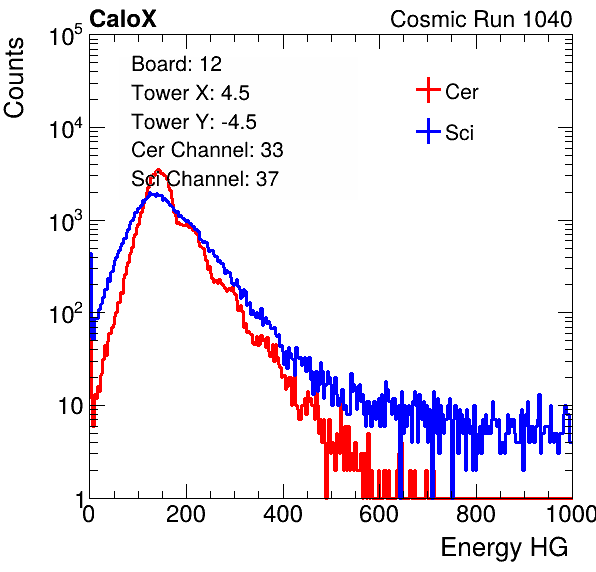 CaloX Cosmic Run 1040
Counts
10^5
10^4
10^3
10^2
10
1
Board: 12
Tower X: 4.5
Tower Y: -4.5
Cer Channel: 33
Sci Channel: 37
Cer
Sci
0 200 400 600 800 1000
Energy HG